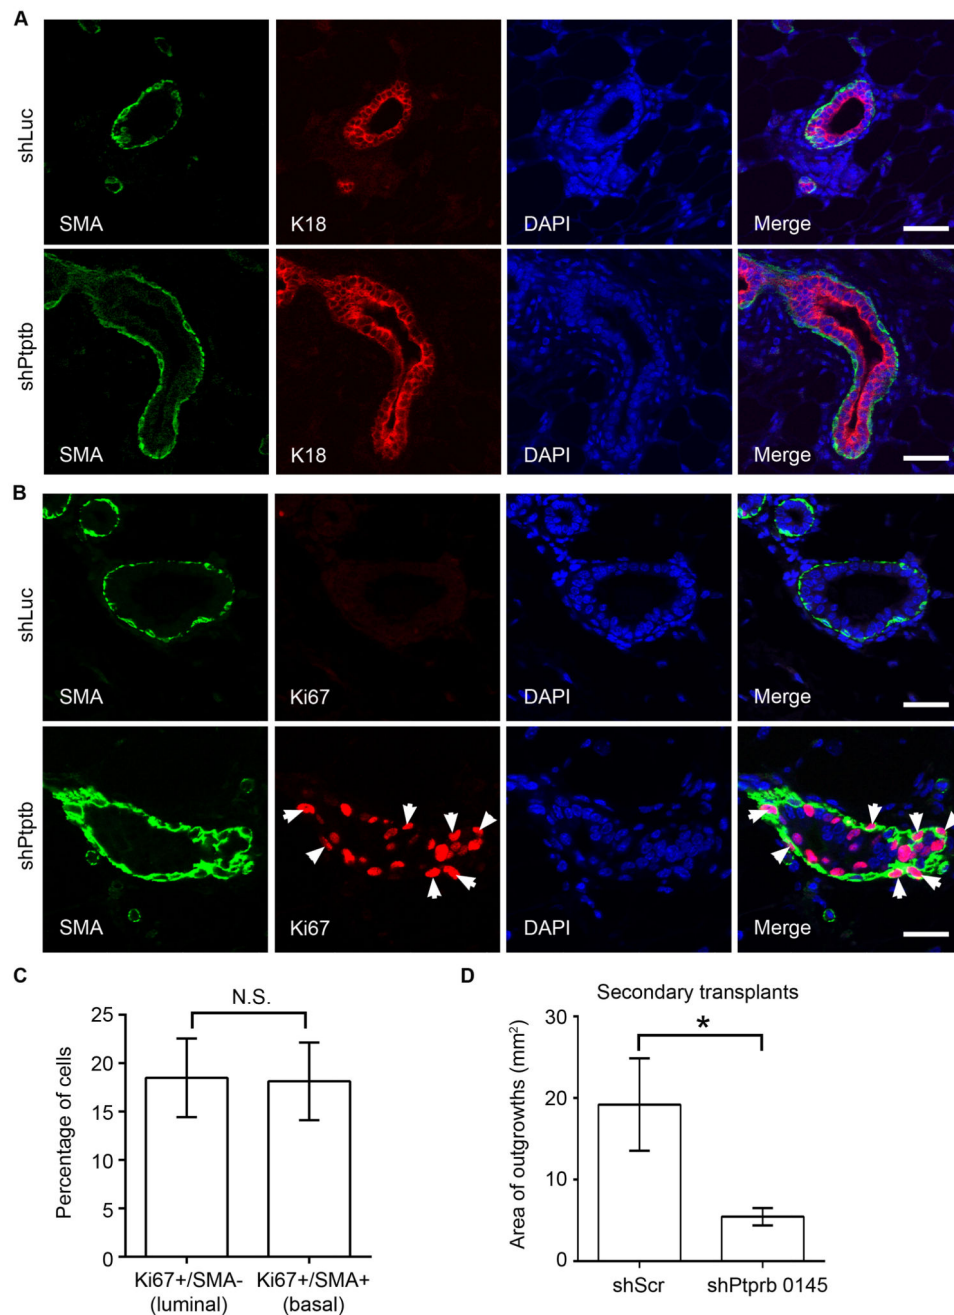 A
shLuc
SMA
K18
DAPI
Merge
shPtptb
SMA
K18
DAPI
Merge
B
shLuc
SMA
Ki67
DAPI
Merge
shPtptb
SMA
Ki67
DAPI
Merge
C
N.S.
Percentage of cells
25
20
15
10
5
0
Ki67+/SMA-
(luminal)
Ki67+/SMA+
(basal)
D
Secondary transplants
*
Area of outgrowths (mm²)
30
20
10
0
shScr
shPtprb 0145